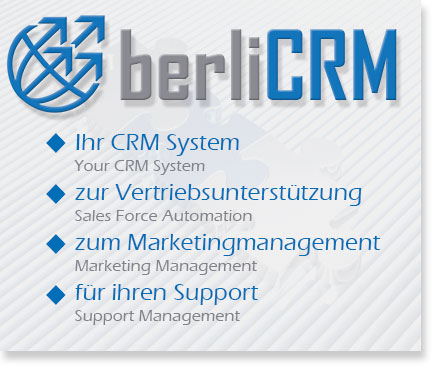 berliCRM
Ihr CRM System
Your CRM System
zur Vertriebsunterstützung
Sales Force Automation
zum Marketingmanagement
Marketing Management
für ihren Support
Support Management